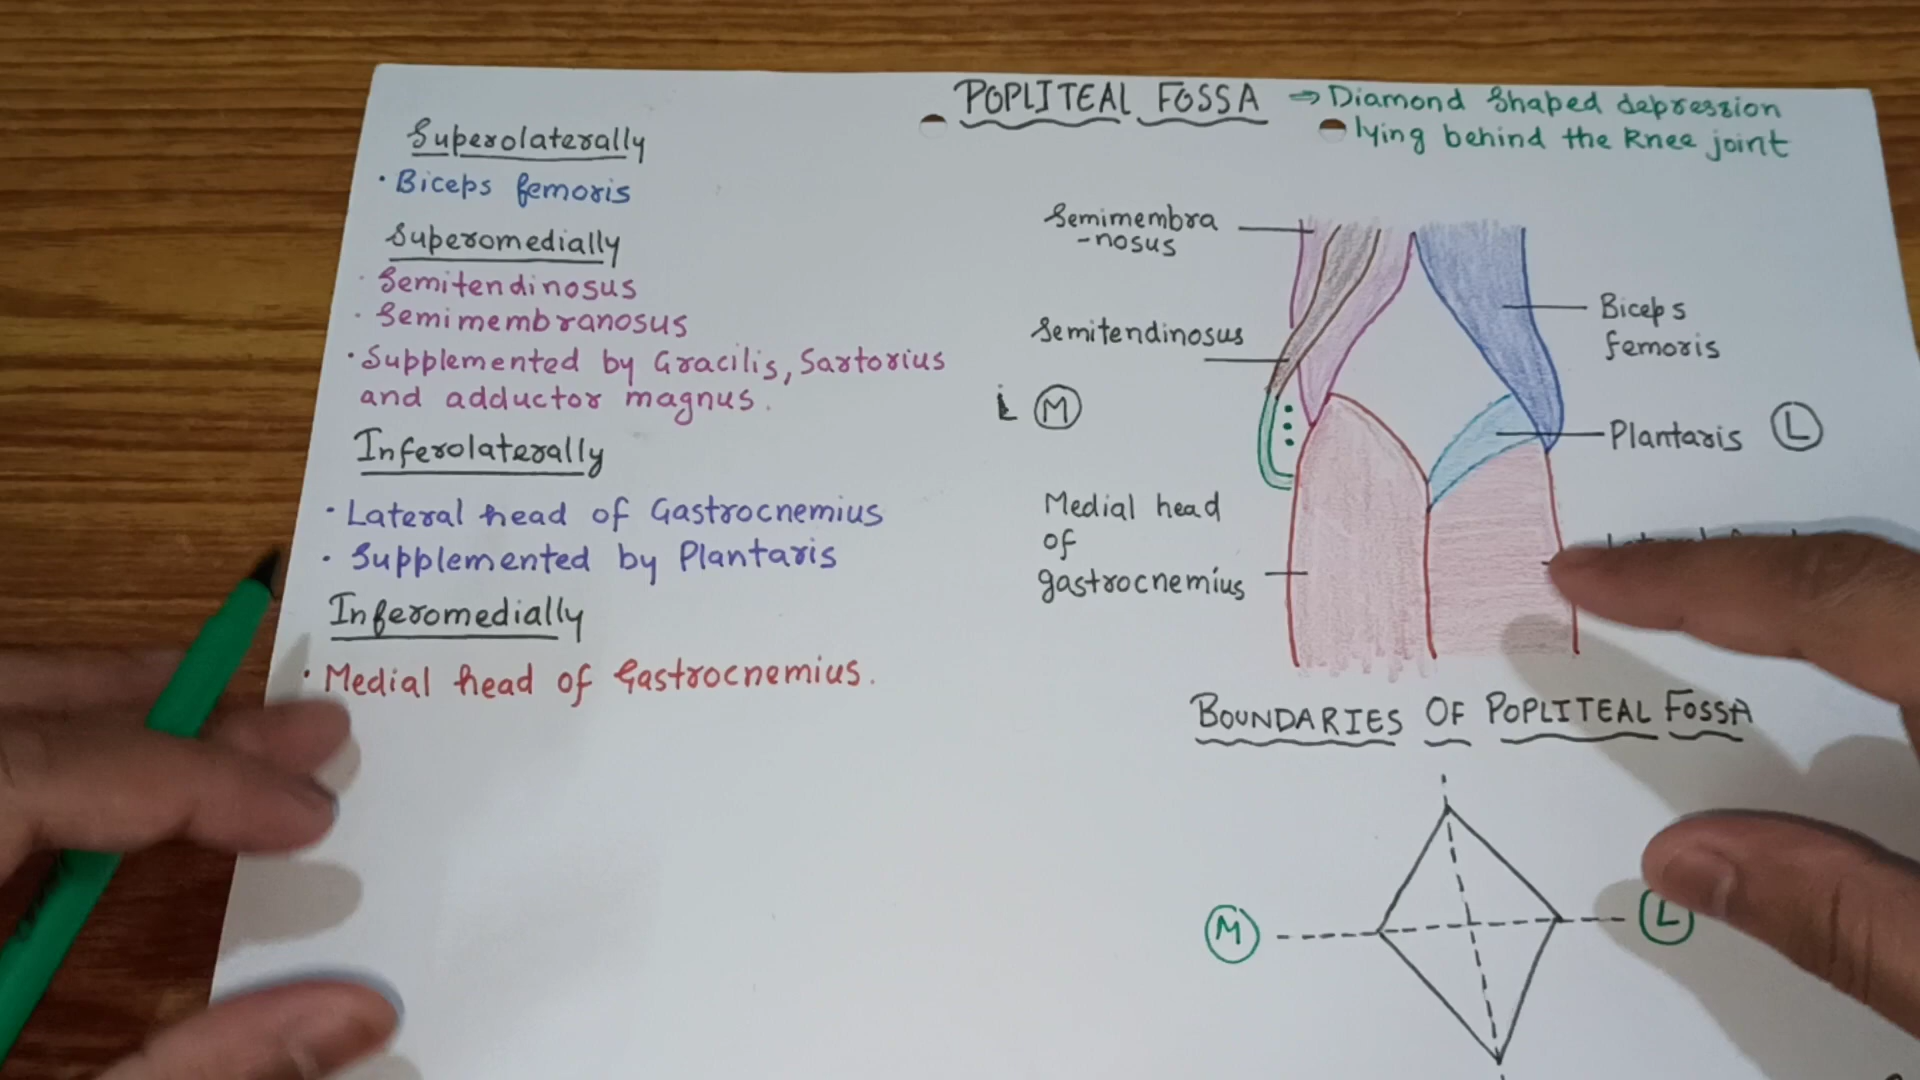 POPLITEAL FOSSA ⇒ Diamond Shaped depression
lying behind the Knee joint
Superolaterally
· Biceps femoris
Superomedially
· Semitendinosus
· Semimembranosus
· Supplemented by Gracilis, Sartorius
and adductor magnus.
Inferolaterally
· Lateral head of Gastrocnemius
· Supplemented by Plantaris
Inferomedially
· Medial head of Gastrocnemius.
Semimembra
-nosus
Semitendinosus
M
Medial head
of
gastrocnemius
Biceps
femoris
Plantaris
L
BOUNDARIES OF POPLITEAL FOSSA
M
L